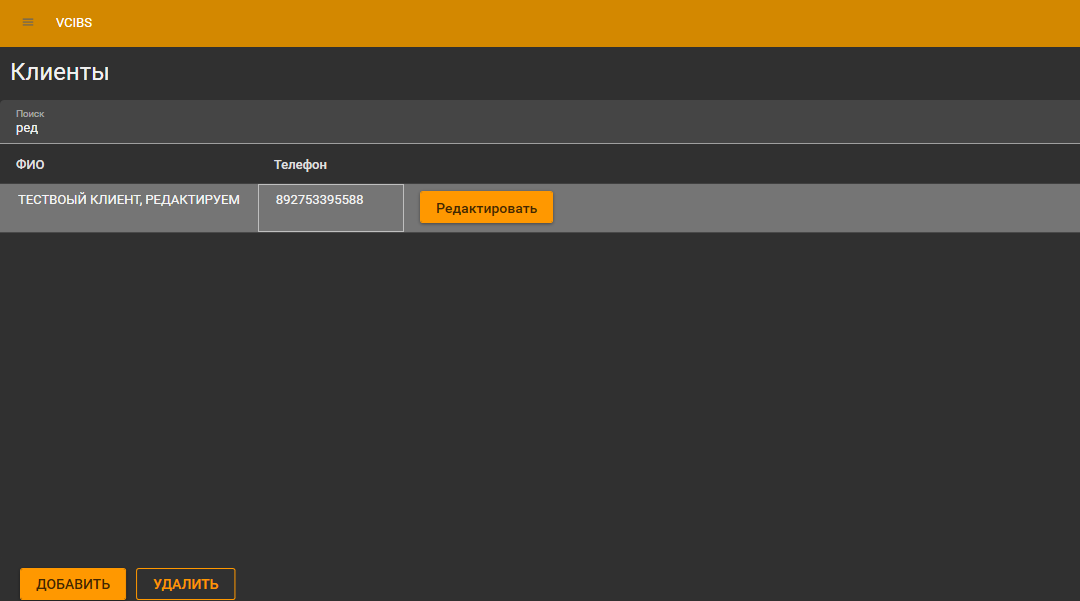 VCIBS
Клиенты
Поиск
ред
ФИО Телефон
ТЕСТВОЫЙ КЛИЕНТ, РЕДАКТИРУЕМ 892753395588 Редактировать
ДОБАВИТЬ УДАЛИТЬ